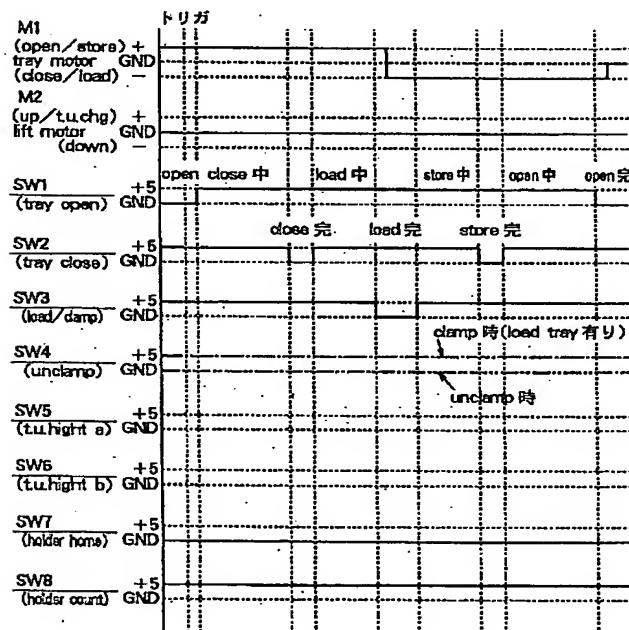 トリガ
M1
(open/store) +
tray motor GND
(close/load) −
M2
(up/t.u.chg) +
lift motor GND
(down) −
open close 中 load 中 store 中 open 中 open 完
SW1 +5
(tray open) GND
close 完 load 完 store 完
SW2 +5
(tray close) GND
SW3 +5
(load/clamp) GND
clamp 時(load tray 有り)
SW4 +5
(unclamp) GND
unclamp 時
SW5 +5
(t.u.hight a) GND
SW6 +5
(t.u.hight b) GND
SW7 +5
(holder home) GND
SW8 +5
(holder count) GND